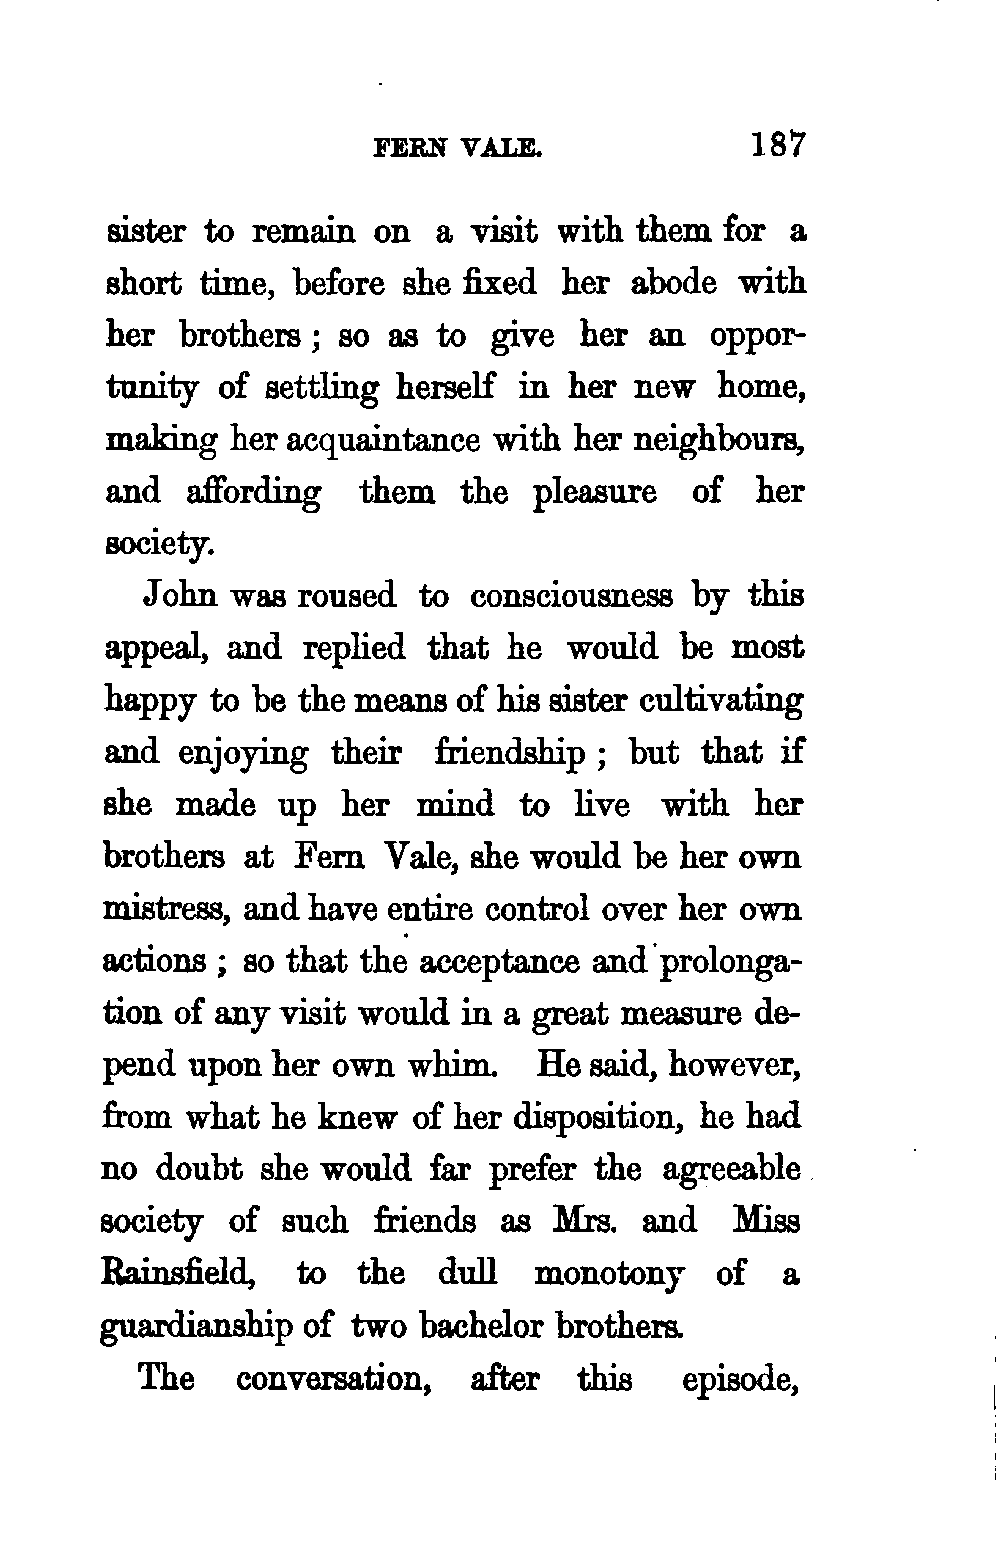 FERN VALE. 187
sister to remain on a visit with them for a
short time, before she fixed her abode with
her brothers ; so as to give her an oppor-
tunity of settling herself in her new home,
making her acquaintance with her neighbours,
and affording them the pleasure of her
society.
John was roused to consciousness by this
appeal, and replied that he would be most
happy to be the means of his sister cultivating
and enjoying their friendship ; but that if
she made up her mind to live with her
brothers at Fern Vale, she would be her own
mistress, and have entire control over her own
actions ; so that the acceptance and prolonga-
tion of any visit would in a great measure de-
pend upon her own whim. He said, however,
from what he knew of her disposition, he had
no doubt she would far prefer the agreeable
society of such friends as Mrs. and Miss
Rainsfield, to the dull monotony of a
guardianship of two bachelor brothers.
The conversation, after this episode,